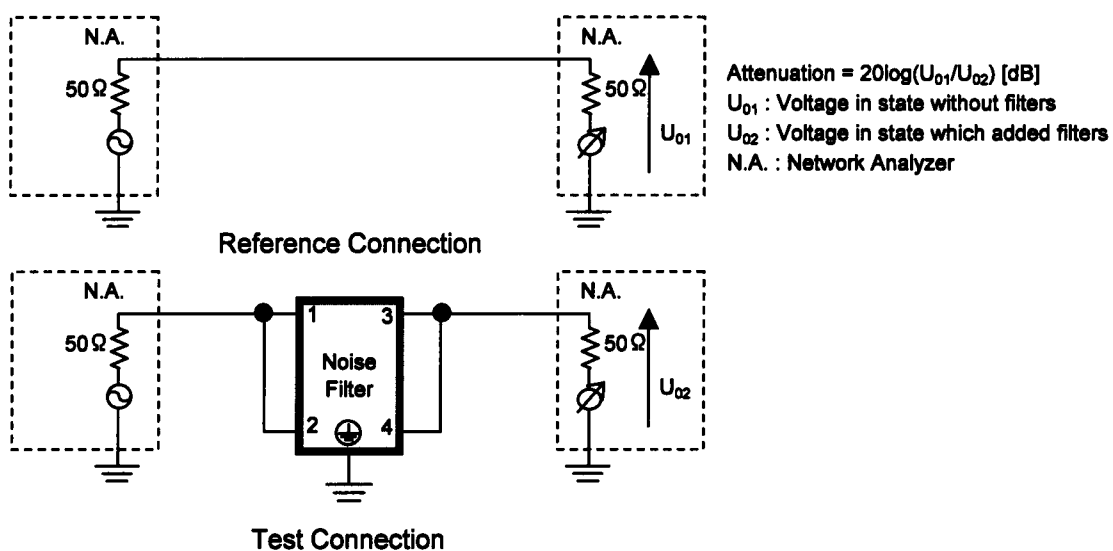 N.A.
50Ω
N.A.
50Ω
U01
Attenuation = 20log(U01/U02) [dB]
U01 : Voltage in state without filters
U02 : Voltage in state which added filters
N.A. : Network Analyzer
Reference Connection
N.A.
50Ω
1 3
Noise
Filter
2 4
N.A.
50Ω
U02
Test Connection